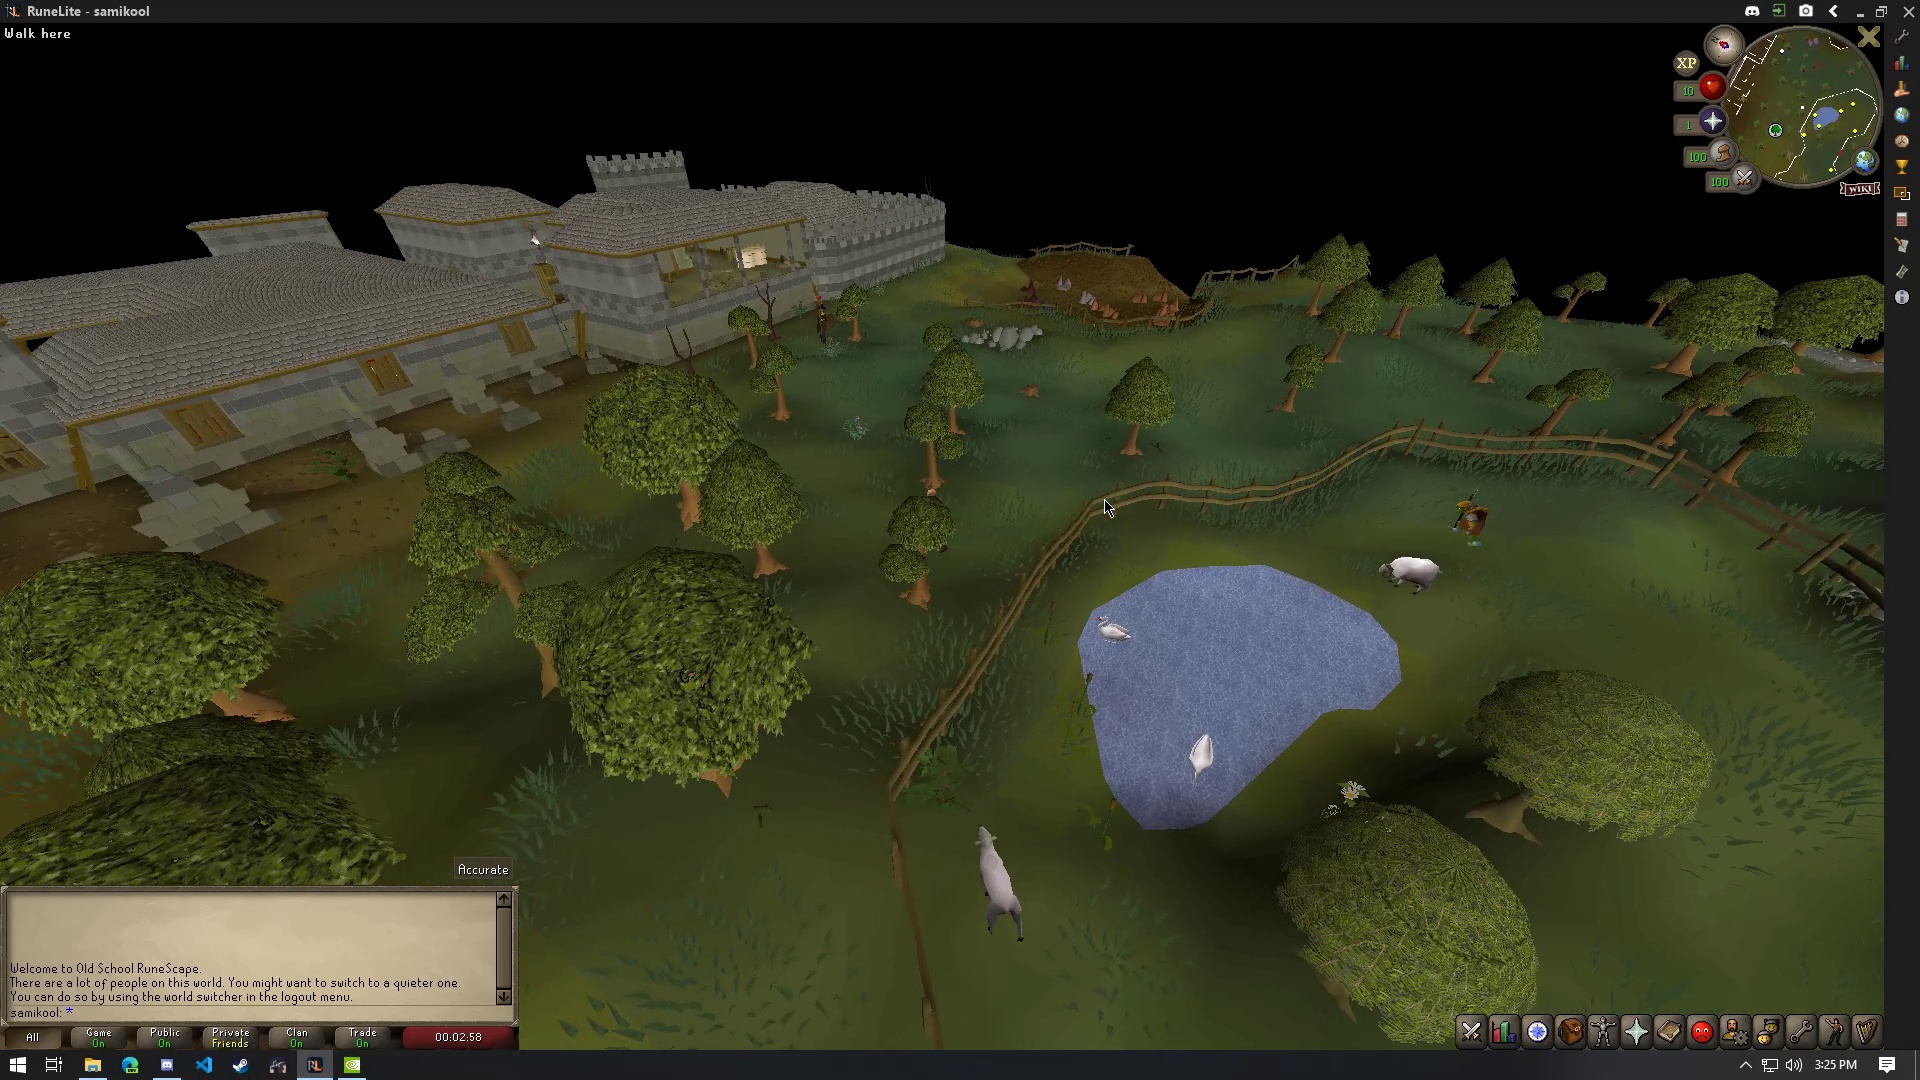 RuneLite - samikool
Walk here
XP
10
1
100
100
WIKI
Accurate
Welcome to Old School RuneScape.
There are a lot of people on this world. You might want to switch to a quieter one.
You can do so by using the world switcher in the logout menu.
samikool: *
All
Game
On
Public
On
Private
Friends
Clan
On
Trade
On
00:02:58
3:25 PM